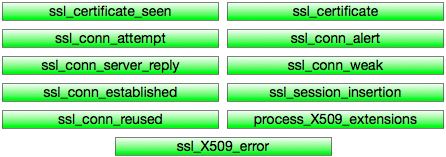 ssl_certificate_seen ssl_certificate
ssl_conn_attempt ssl_conn_alert
ssl_conn_server_reply ssl_conn_weak
ssl_conn_established ssl_session_insertion
ssl_conn_reused process_X509_extensions
ssl_X509_error